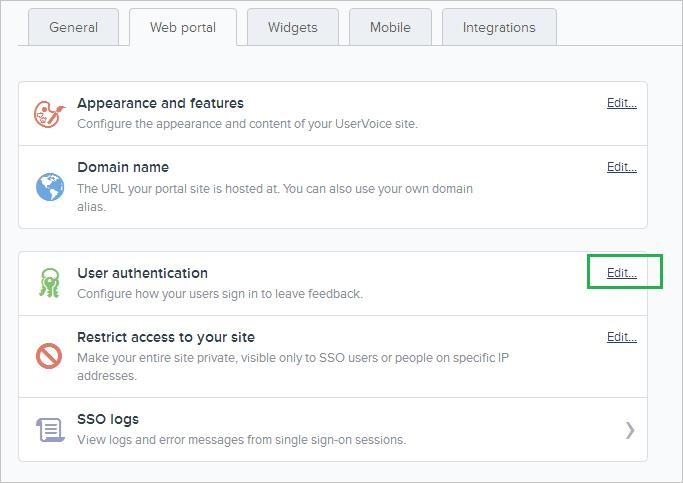 General Web portal Widgets Mobile Integrations
Appearance and features Edit...
Configure the appearance and content of your UserVoice site.
Domain name Edit...
The URL your portal site is hosted at. You can also use your own domain
alias.
User authentication Edit...
Configure how your users sign in to leave feedback.
Restrict access to your site Edit...
Make your entire site private, visible only to SSO users or people on specific IP
addresses.
SSO logs
View logs and error messages from single sign-on sessions.